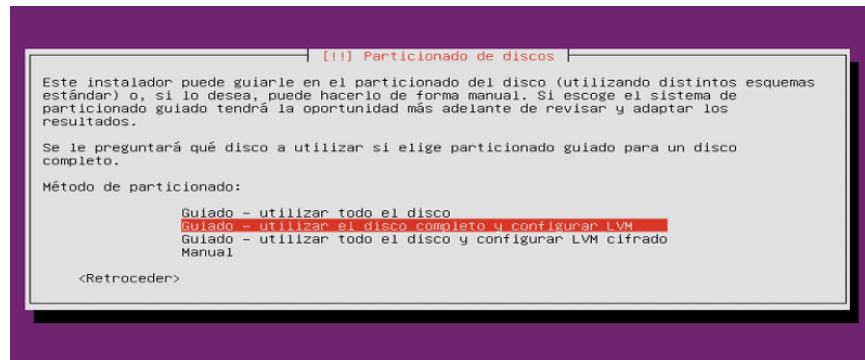 [!!] Particionado de discos
Este instalador puede guiarle en el particionado del disco (utilizando distintos esquemas
estándar) o, si lo desea, puede hacerlo de forma manual. Si escoge el sistema de
particionado guiado tendrá la oportunidad más adelante de revisar y adaptar los
resultados.
Se le preguntará qué disco a utilizar si elige particionado guiado para un disco
completo.
Método de particionado:
Guiado - utilizar todo el disco
Guiado - utilizar el disco completo y configurar LVM
Guiado - utilizar todo el disco y configurar LVM cifrado
Manual
<Retroceder>